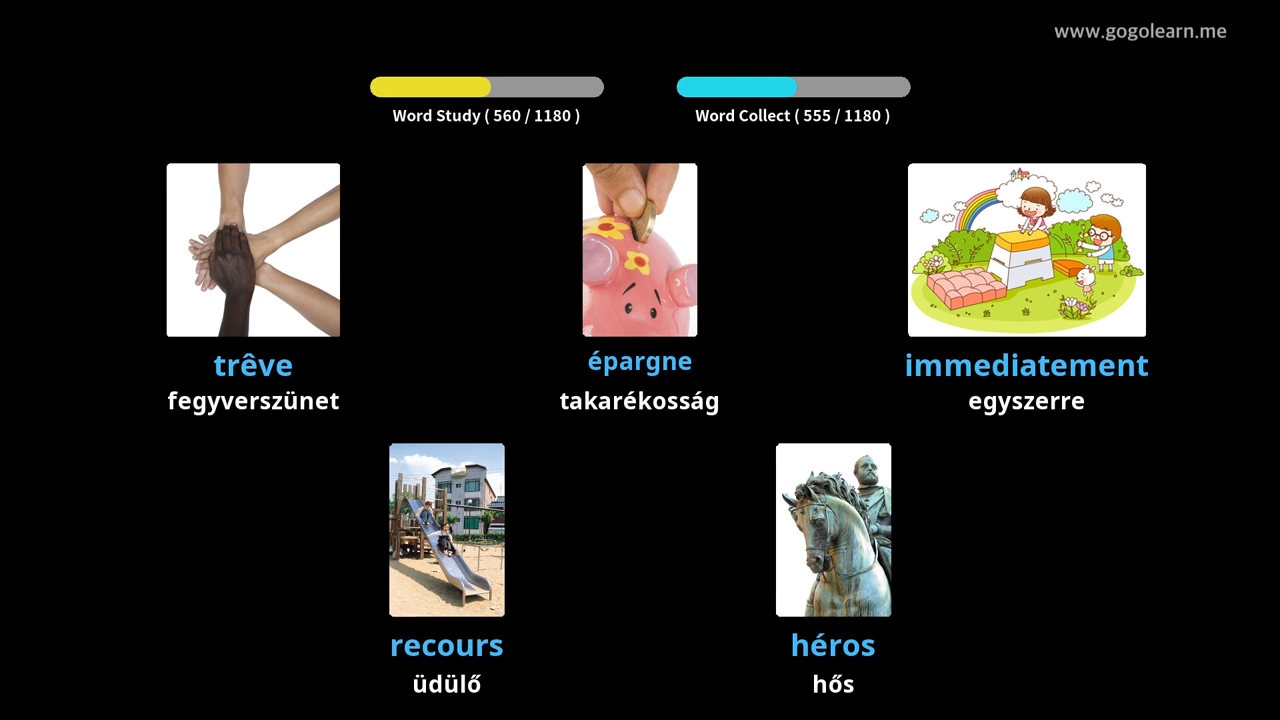 www.gogolearn.me
Word Study ( 560 / 1180 )
Word Collect ( 555 / 1180 )
trêve
fegyverszünet
épargne
takarékosság
immediatement
egyszerre
recours
üdülő
héros
hős